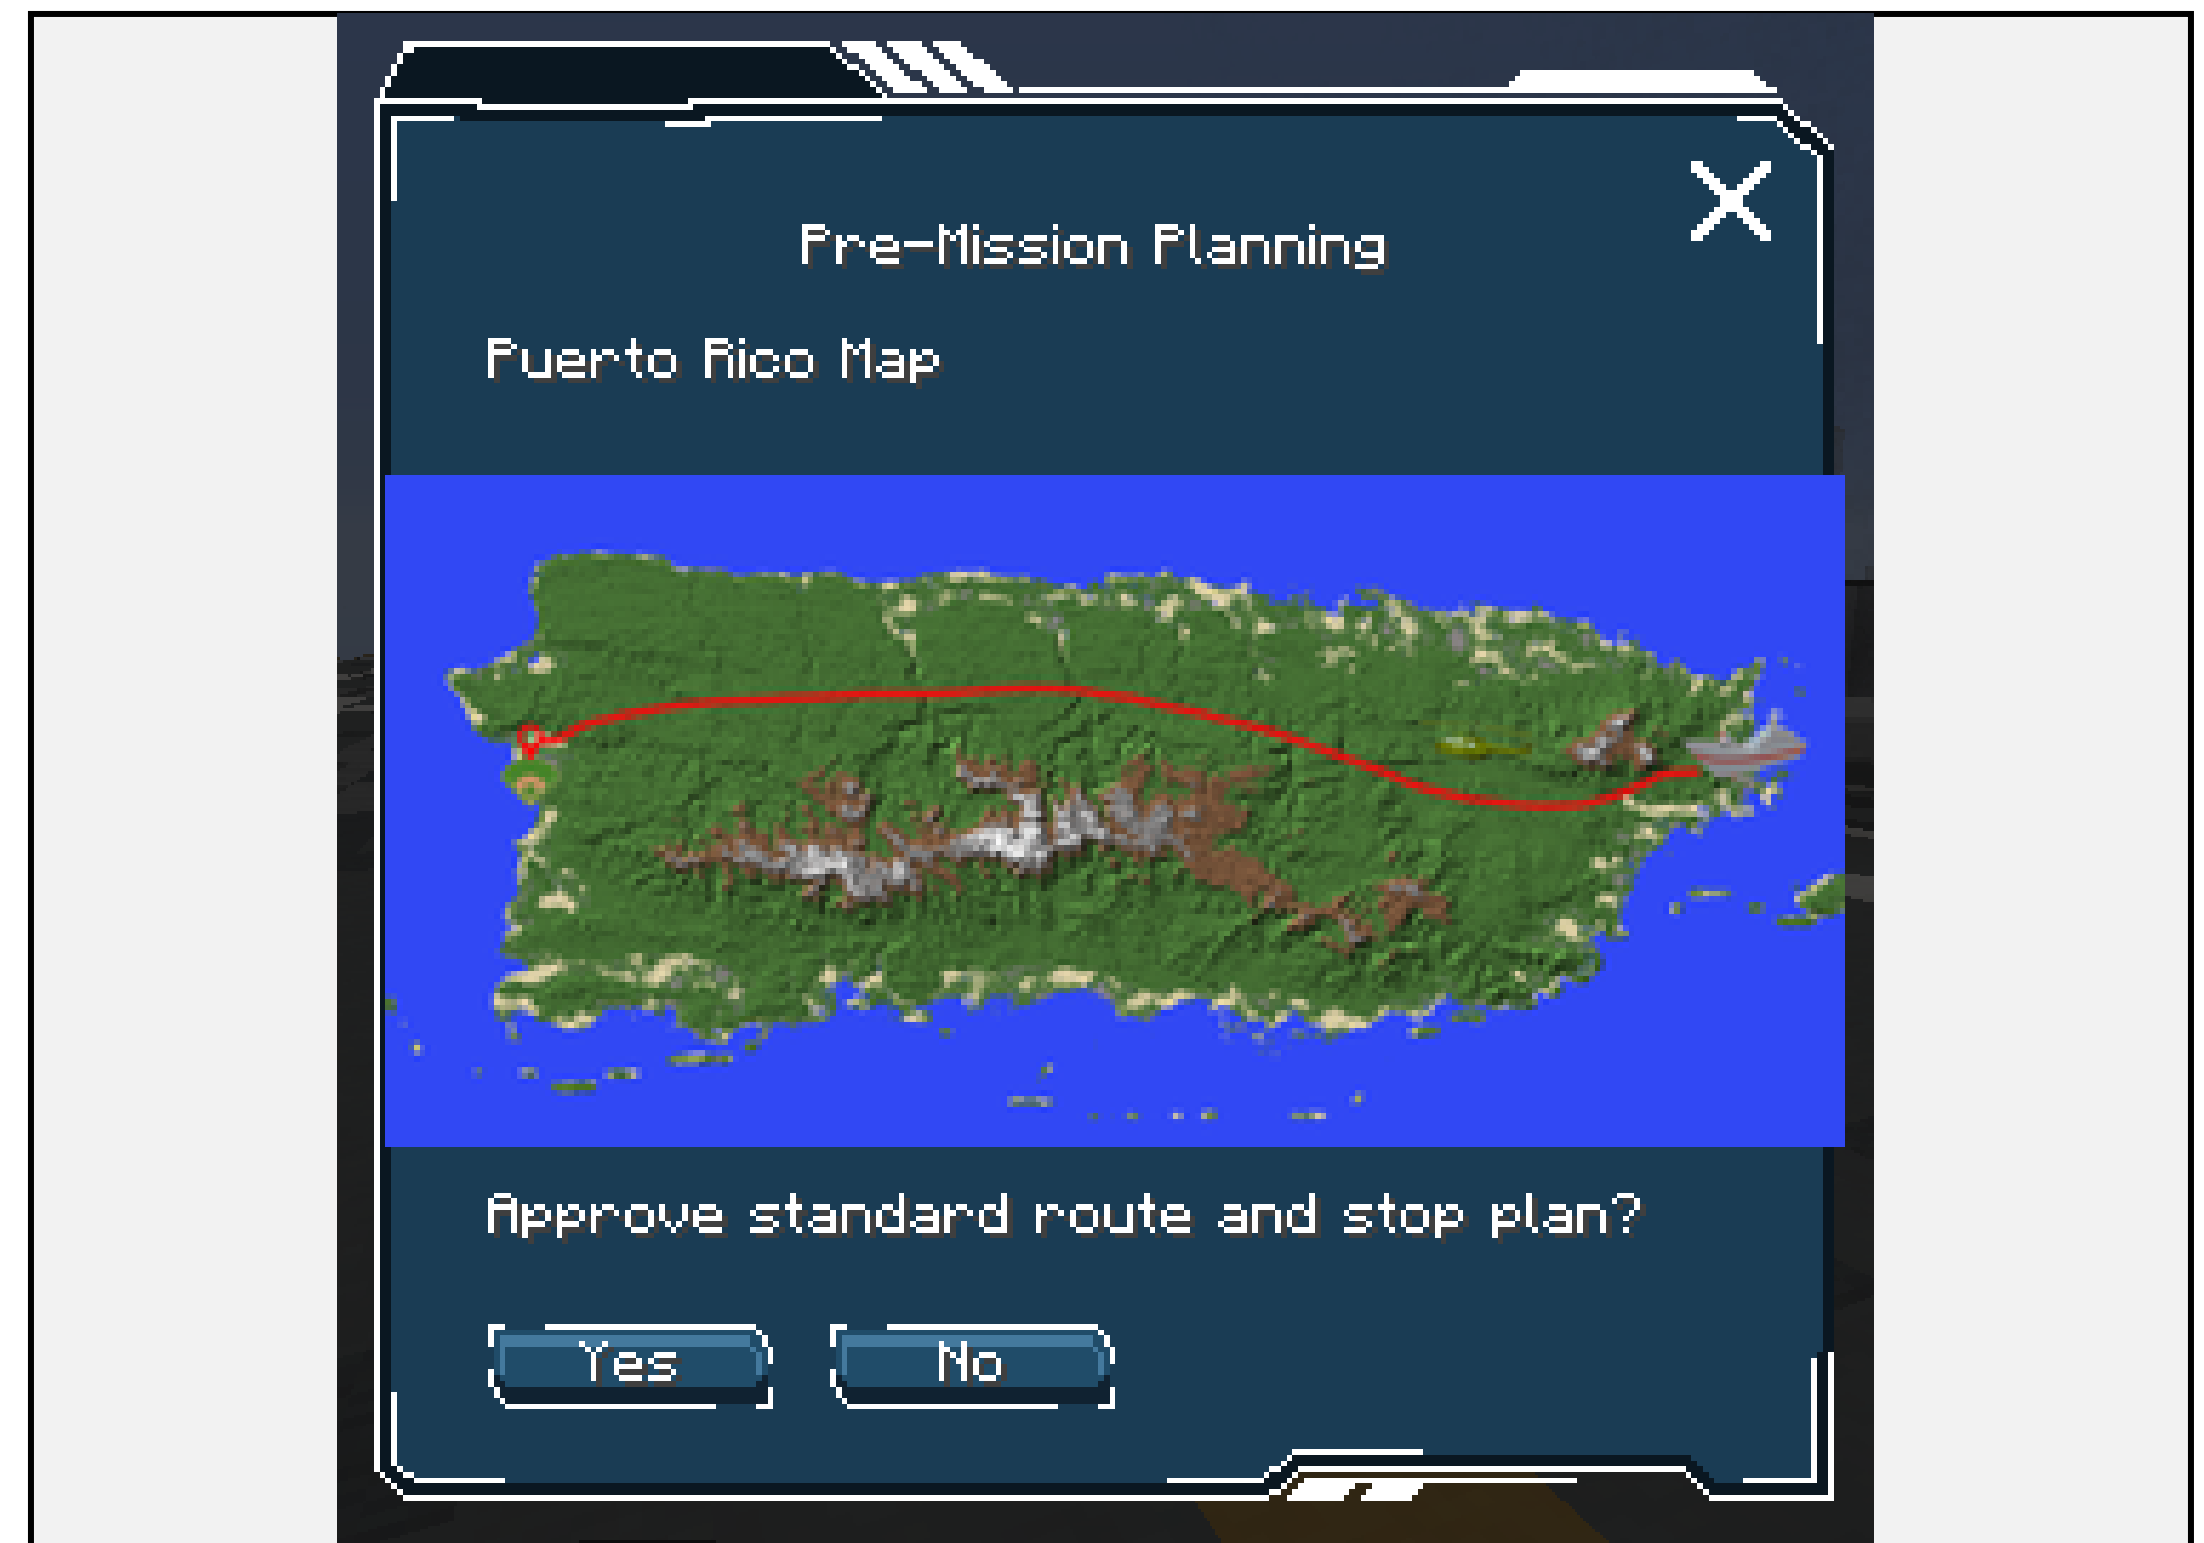 Pre-Mission Planning
Puerto Rico Map
Approve standard route and stop plan?
Yes
No